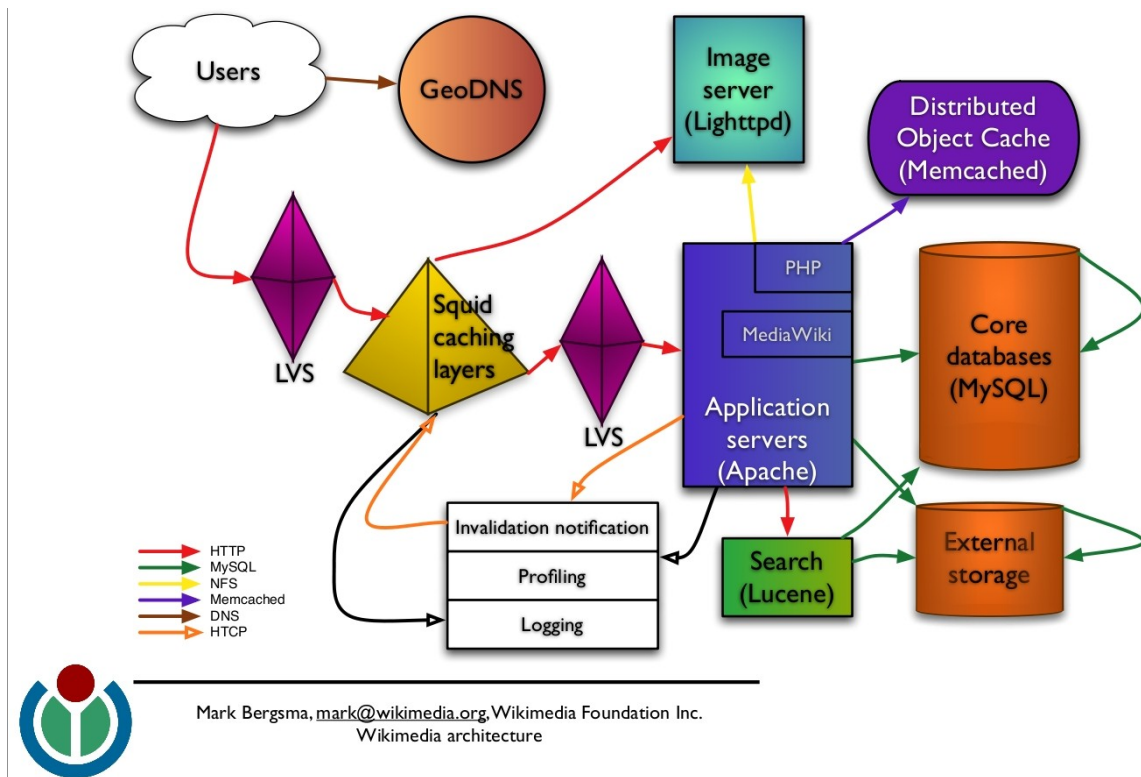 Users
GeoDNS
Image
server
(Lighttpd)
Distributed
Object Cache
(Memcached)
LVS
Squid
caching
layers
LVS
PHP
MediaWiki
Application
servers
(Apache)
Core
databases
(MySQL)
Invalidation notification
Profiling
Logging
Search
(Lucene)
External
storage
HTTP
MySQL
NFS
Memcached
DNS
HTCP
Mark Bergsma, mark@wikimedia.org, Wikimedia Foundation Inc.
Wikimedia architecture